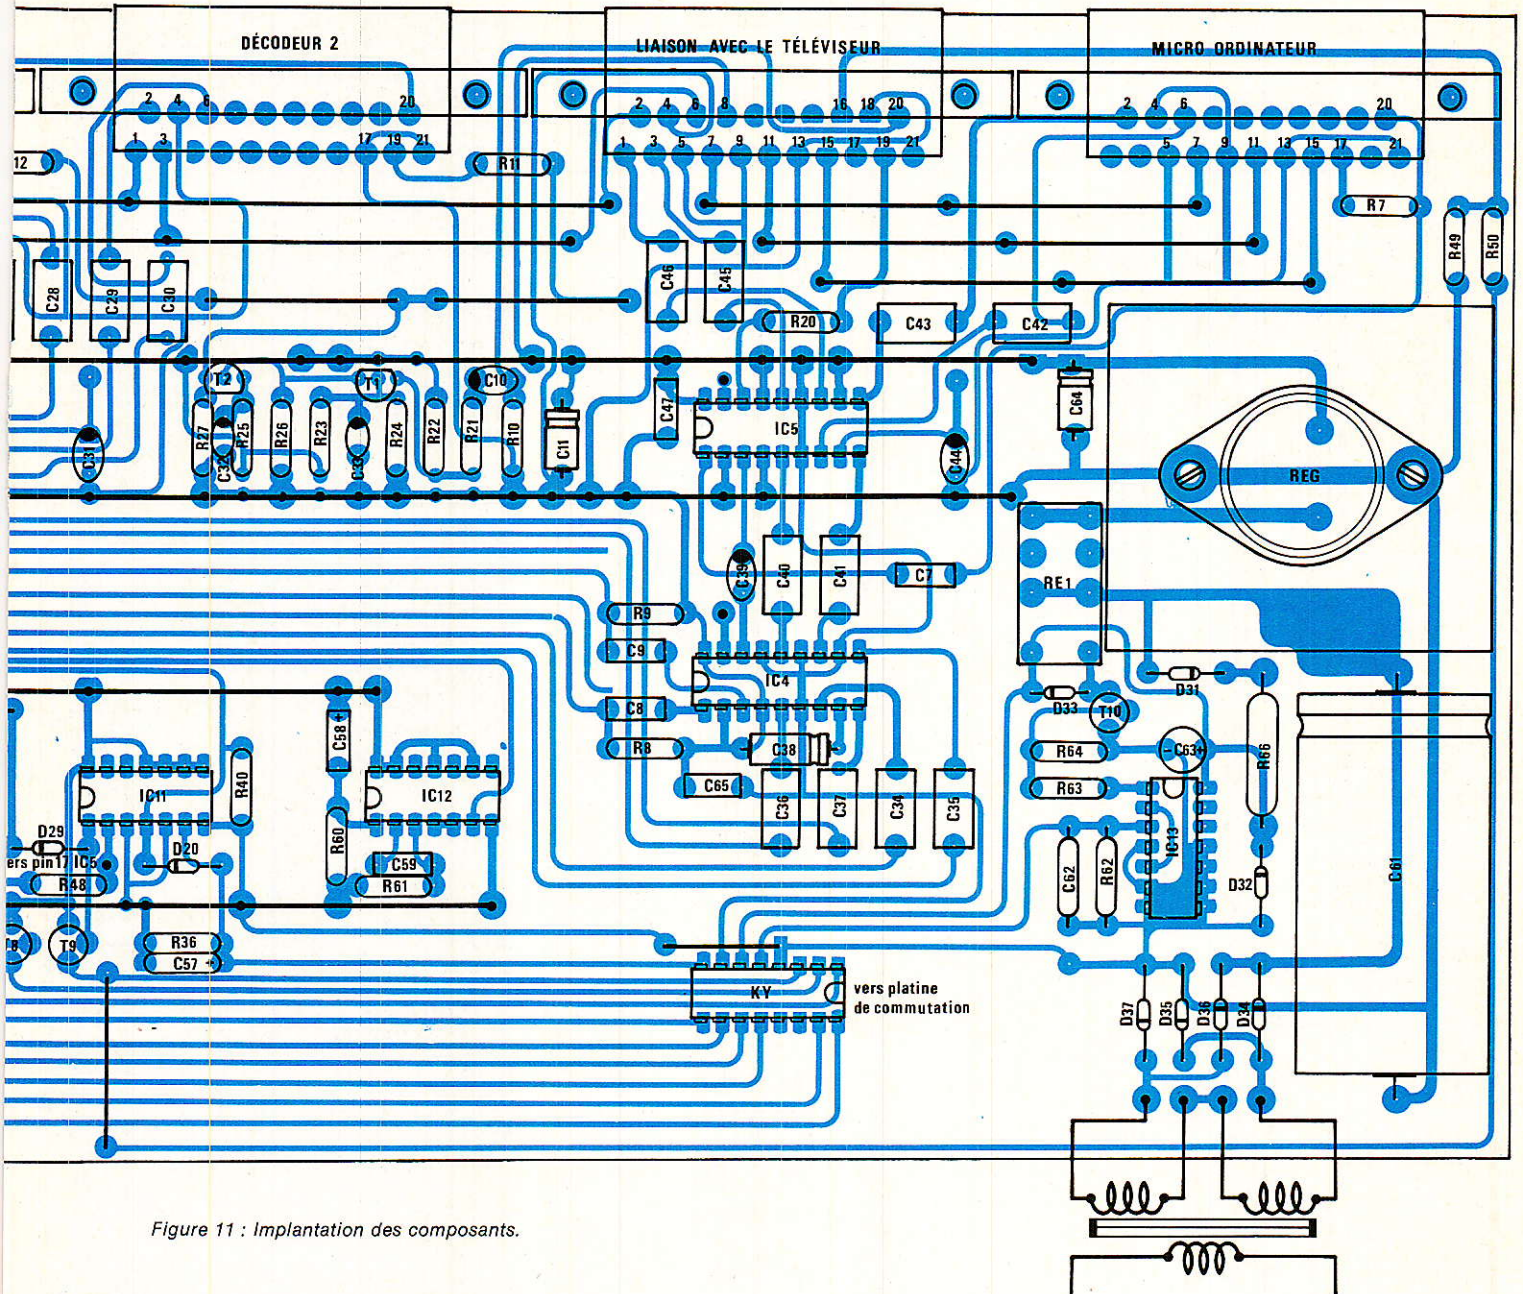 DÉCODEUR 2
LIAISON AVEC LE TÉLÉVISEUR
MICRO ORDINATEUR
2 4 6 20
2 4 6 8 16 18 20
2 4 6 20
1 3 17 19 21
1 3 5 7 9 11 13 15 17 19 21
5 7 9 11 13 15 17 21
12
R11
R7
R49
R50
C28
C29
C30
C46
C45
R20
C43
C42
T2
T1
C10
C47
C64
C31
R27
C32
R25
R26
R23
C33
R24
R22
R21
R10
C11
IC5
C44
REG
C39
C40
C41
C7
RE1
R9
C9
IC4
C8
R8
C38
C65
C36
C37
C34
C35
D31
D33
T10
R64
C63+
R66
R63
C58+
IC11
R40
IC12
D29
D20
ers pin 17 IC5
R48
R60
C59
R61
C62
R62
IC13
D32
C61
T8
T9
R36
C57 +
KY
vers platine
de commutation
D37
D35
D36
D34
Figure 11 : Implantation des composants.